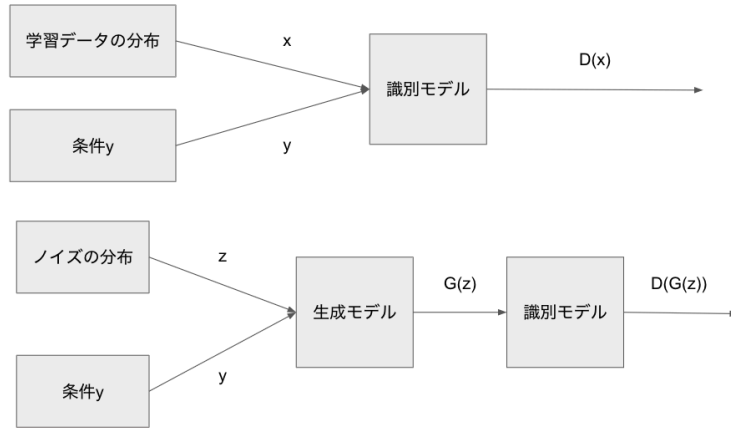 学習データの分布
x
条件y
y
識別モデル
D(x)
ノイズの分布
z
条件y
y
生成モデル
G(z)
識別モデル
D(G(z))